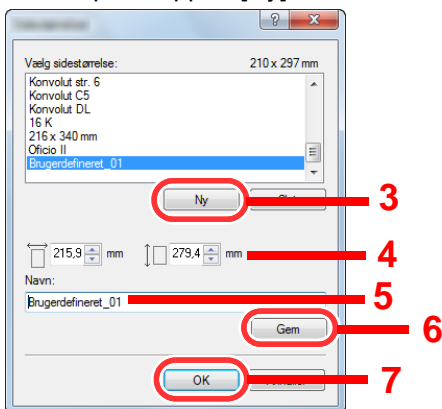 Vælg sidestørrelse: 210 x 297 mm
Konvolut str. 6
Konvolut C5
Konvolut DL
16 K
216 x 340 mm
Oficio II
Brugerdefineret_01
Ny
3
215,9 mm 279,4 mm
4
Navn:
Brugerdefineret_01
5
Gem
6
OK
7